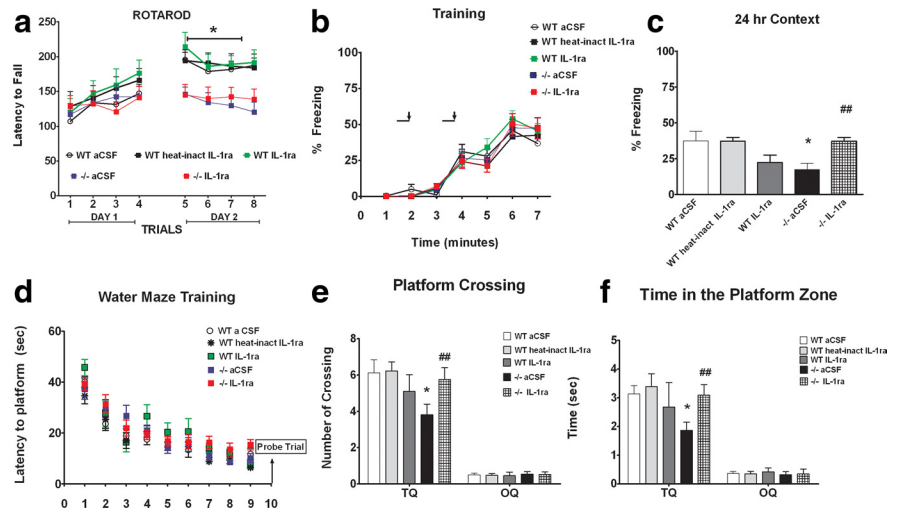 a
ROTAROD
Latency to Fall
250
200
150
100
50
0
*
WT aCSF
WT heat-inact IL-1ra
WT IL-1ra
-/- aCSF
-/- IL-1ra
1 2 3 4 5 6 7 8
DAY 1 DAY 2
TRIALS
b
Training
% Freezing
100
75
50
25
0
WT aCSF
WT heat-inact IL-1ra
WT IL-1ra
-/- aCSF
-/- IL-1ra
0 1 2 3 4 5 6 7
Time (minutes)
c
24 hr Context
% Freezing
100
75
50
25
0
*
##
WT aCSF
WT heat-inact IL-1ra
WT IL-1ra
-/- aCSF
-/- IL-1ra
d
Water Maze Training
Latency to platform (sec)
60
40
20
0
WT a CSF
WT heat-inact IL-1ra
WT IL-1ra
-/- aCSF
-/- IL-1ra
Probe Trial
0 1 2 3 4 5 6 7 8 9 10
e
Platform Crossing
Number of Crossing
8
6
4
2
0
WT aCSF
WT heat-inact IL-1ra
WT IL-1ra
-/- aCSF
-/- IL-1ra
*
##
TQ OQ
f
Time in the Platform Zone
Time (sec)
5
4
3
2
1
0
WT aCSF
WT heat-inact IL-1ra
WT IL-1ra
-/- aCSF
-/- IL-1ra
*
##
TQ OQ